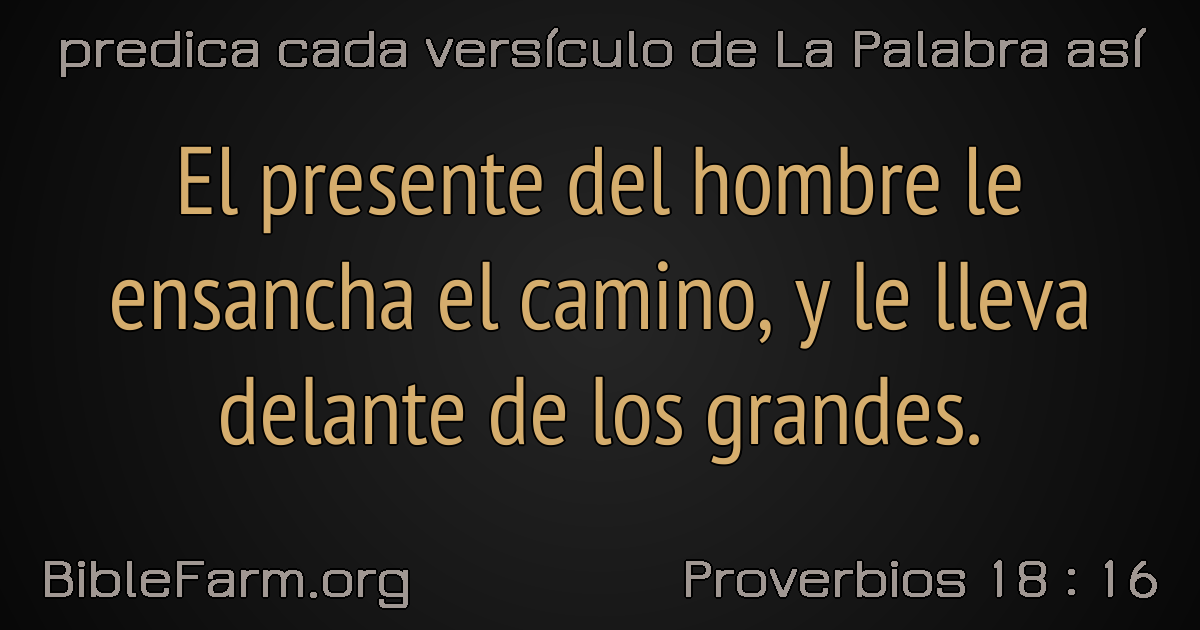 predica cada versículo de La Palabra así
El presente del hombre le
ensancha el camino, y le lleva
delante de los grandes.
BibleFarm.org
Proverbios 18 : 16